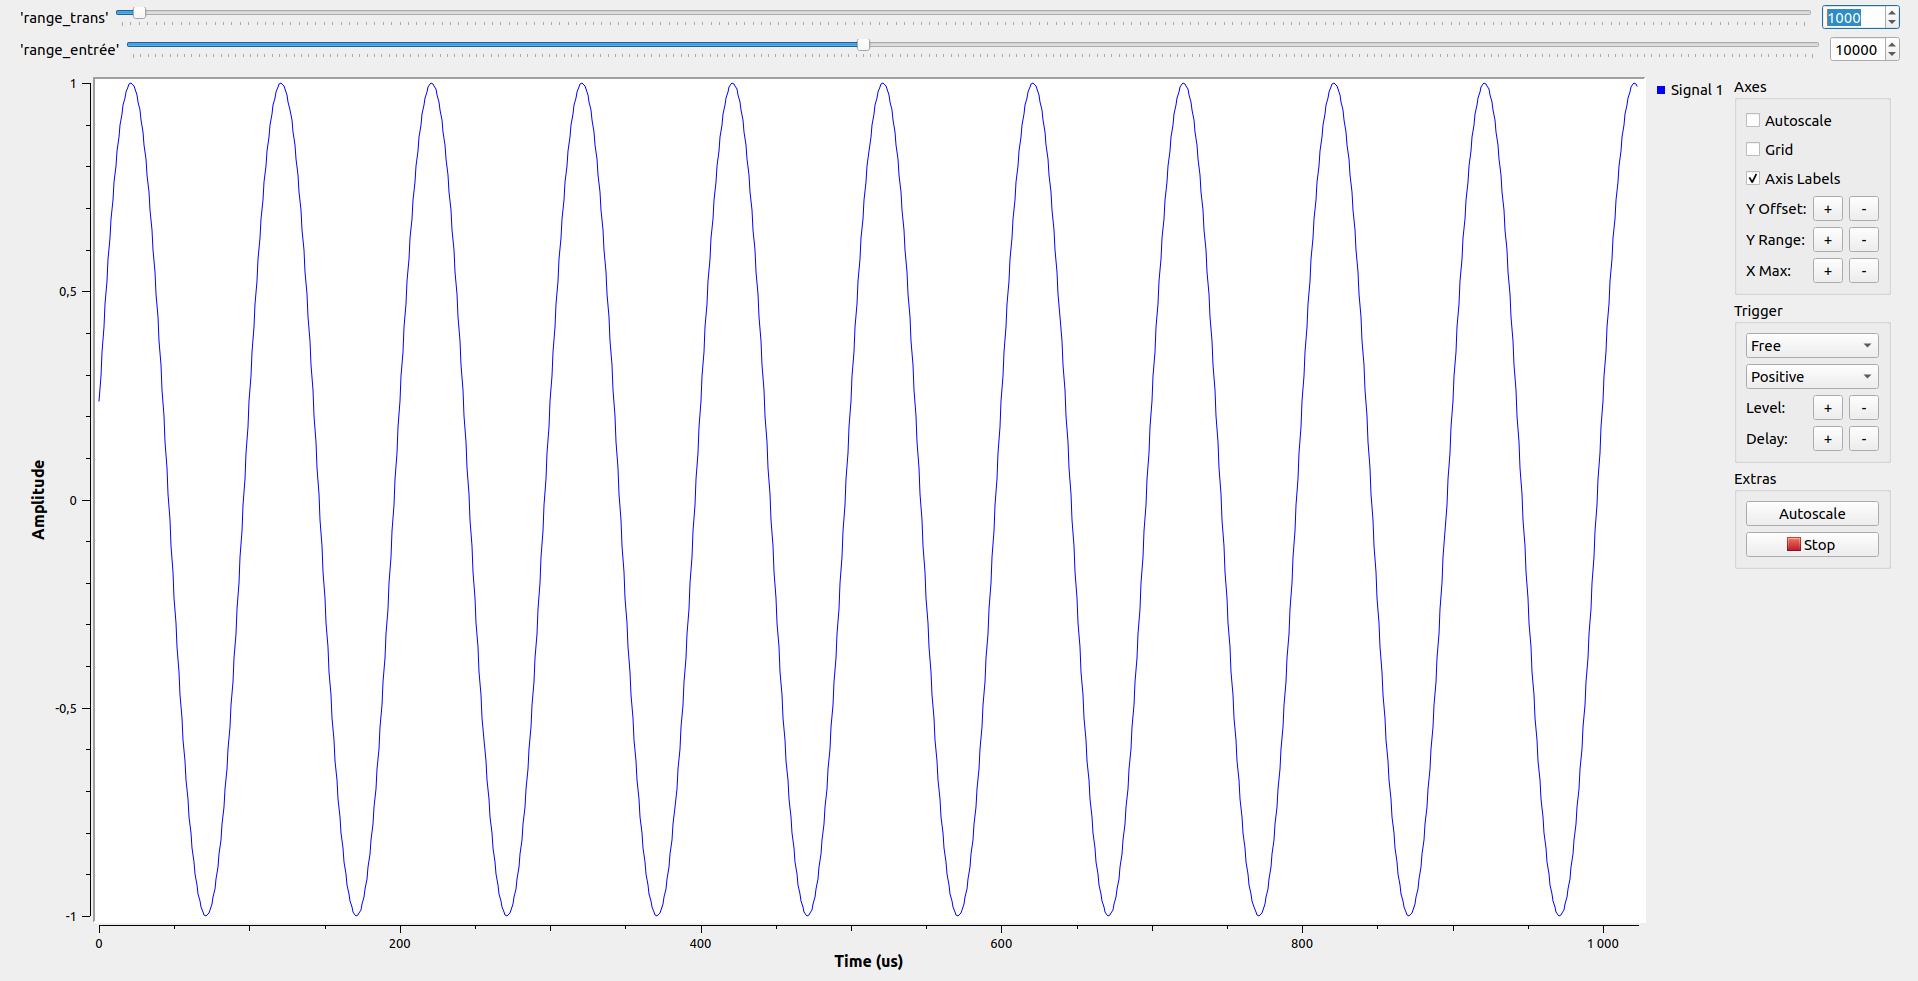 'range_trans'
1000
'range_entrée'
10000
1
0,5
0
-0,5
-1
Amplitude
0
200
400
600
800
1 000
Time (us)
Signal 1
Axes
Autoscale
Grid
Axis Labels
Y Offset: + -
Y Range: + -
X Max: + -
Trigger
Free
Positive
Level: + -
Delay: + -
Extras
Autoscale
Stop